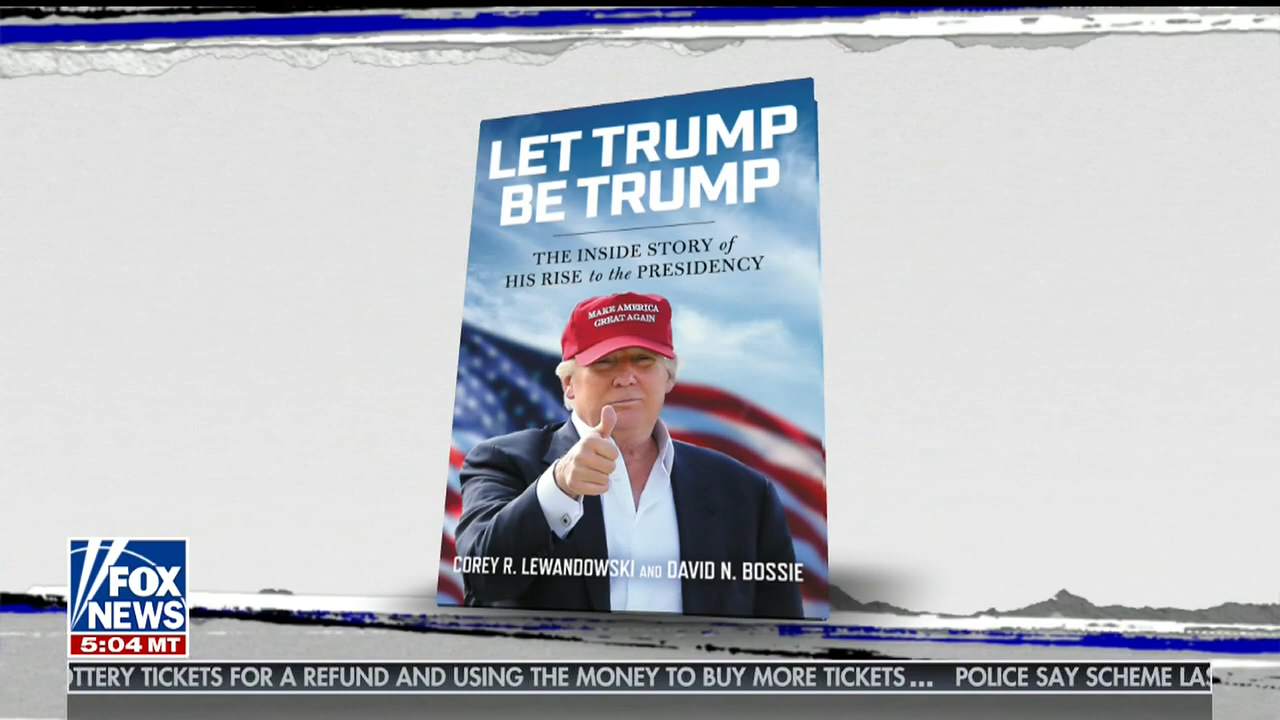 LET TRUMP
BE TRUMP
THE INSIDE STORY of
HIS RISE to the PRESIDENCY
MAKE AMERICA
GREAT AGAIN
COREY R. LEWANDOWSKI AND DAVID N. BOSSIE
FOX
NEWS
5:04 MT
TICKETS FOR A REFUND AND USING THE MONEY TO BUY MORE TICKETS... POLICE SAY SCHEME